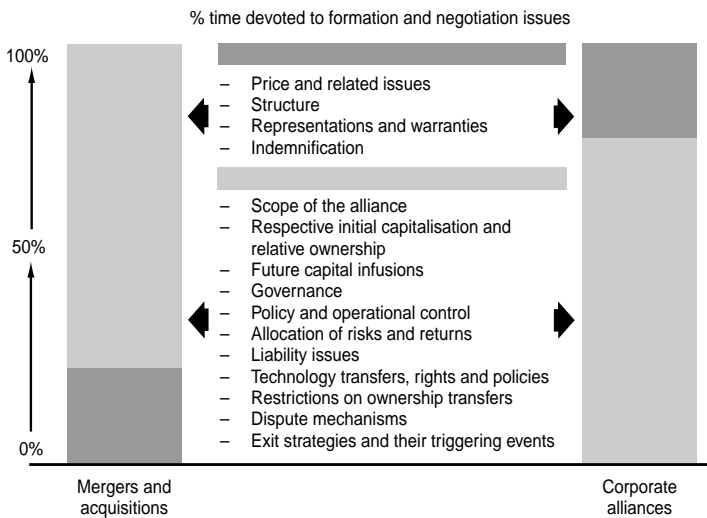 % time devoted to formation and negotiation issues
100%
50%
0%
– Price and related issues
– Structure
– Representations and warranties
– Indemnification
– Scope of the alliance
– Respective initial capitalisation and
relative ownership
– Future capital infusions
– Governance
– Policy and operational control
– Allocation of risks and returns
– Liability issues
– Technology transfers, rights and policies
– Restrictions on ownership transfers
– Dispute mechanisms
– Exit strategies and their triggering events
Mergers and
acquisitions
Corporate
alliances